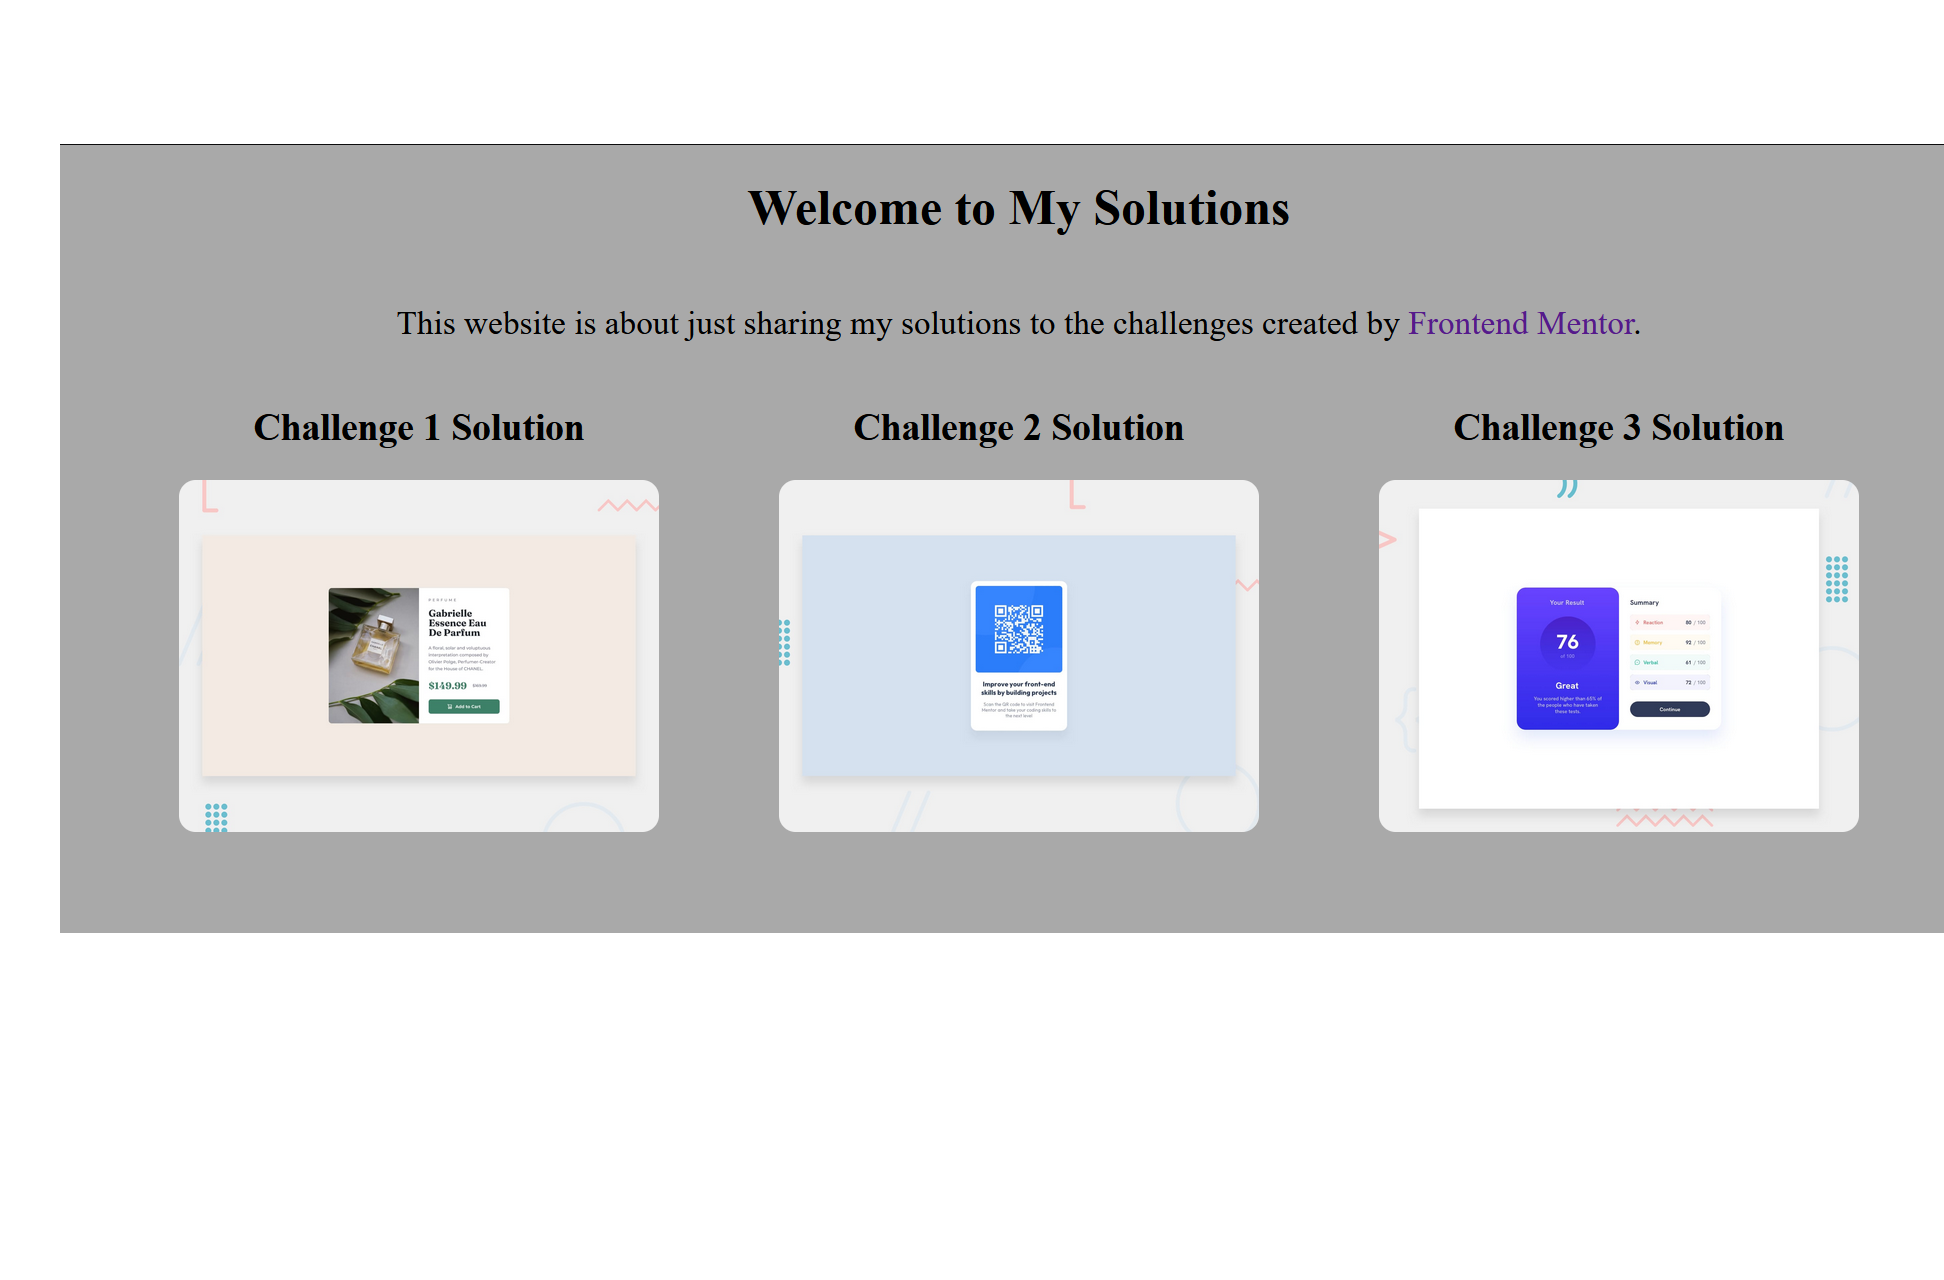 Welcome to My Solutions
This website is about just sharing my solutions to the challenges created by Frontend Mentor.
Challenge 1 Solution
Challenge 2 Solution
Challenge 3 Solution
PERFUME
Gabrielle
Essence Eau
De Parfum
A floral, solar and voluptuous
interpretation composed by
Olivier Polge, Perfumer-Creator
for the House of CHANEL.
$149.99
Add to Cart
Improve your front-end
skills by building projects
Scan the QR code to visit Frontend
Mentor and take your coding skills to
the next level
Your Result
76
of 100
Great
You scored higher than 65% of
the people who have taken
these tests.
Summary
Reaction 80 / 100
Memory 92 / 100
Verbal 61 / 100
Visual 72 / 100
Continue